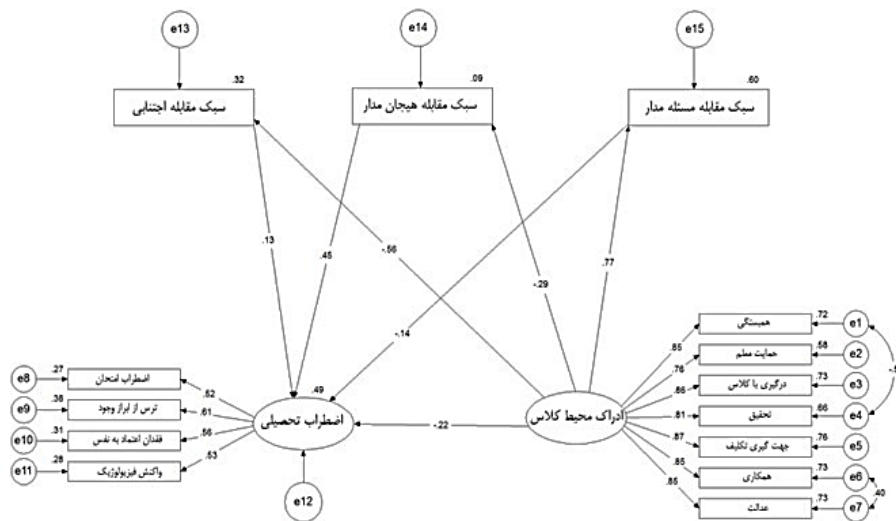 e13
e14
e15
.32
.09
.60
سبک مقابله اجتنابی
سبک مقابله هیجان مدار
سبک مقابله مسئله مدار
.13
.45
-.56
-.29
.77
-.14
-.22
e8
.27
اضطراب امتحان
.52
e9
.38
ترس از ابراز وجود
.61
e10
.31
فقدان اعتماد به نفس
.56
e11
.28
واکنش فیزیولوژیک
.53
.49
اضطراب تحصیلی
e12
ادراک محیط کلاس
.85
همبستگی
.72
e1
.76
حمایت معلم
.58
e2
.86
درگیری با کلاس
.73
e3
.81
تحقیق
.66
e4
.87
جهت گیری تکلیف
.76
e5
.85
همکاری
.73
e6
.85
عدالت
.73
e7
.40